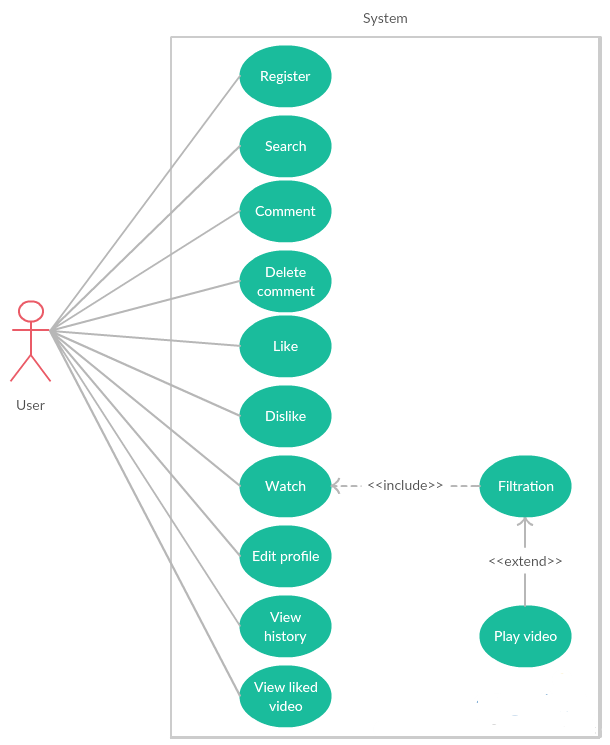 System
Register
Search
Comment
Delete
comment
Like
User
Dislike
Watch
<<include>>
Filtration
Edit profile
<<extend>>
View
history
Play video
View liked
video